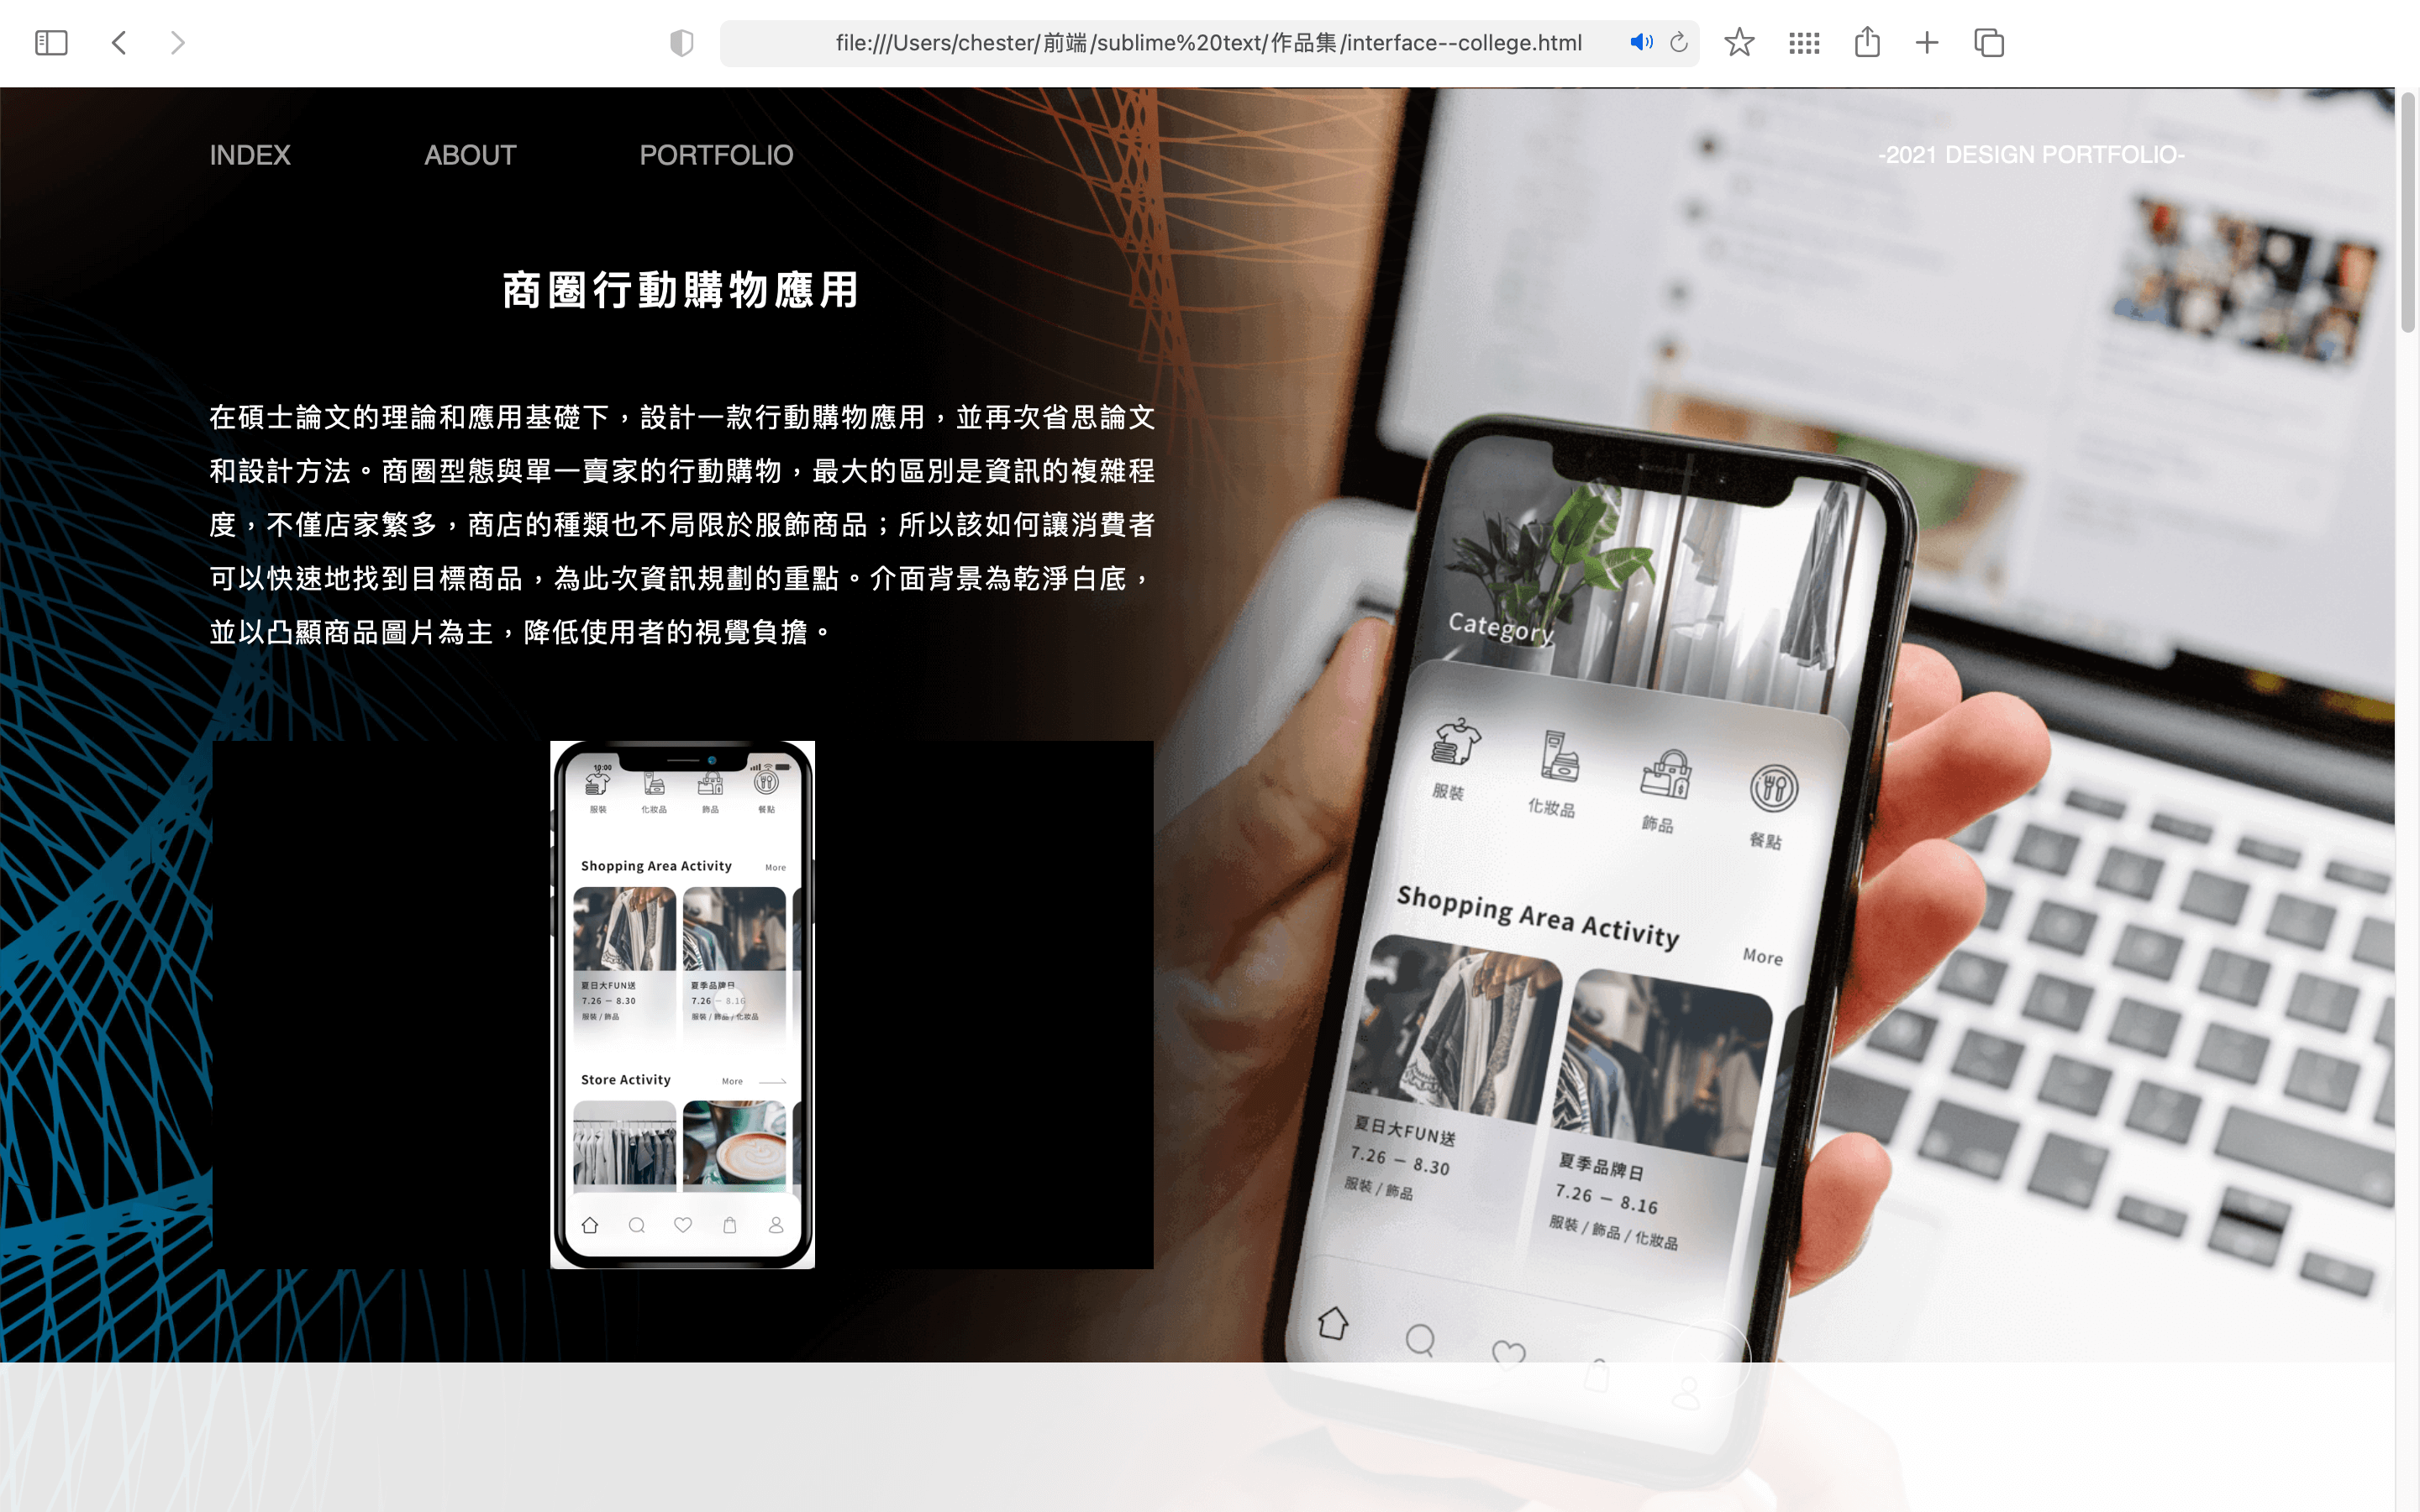 file:///Users/chester/前端/sublime%20text/作品集/interface--college.html
INDEX
ABOUT
PORTFOLIO
-2021 DESIGN PORTFOLIO-
商圈行動購物應用
在碩士論文的理論和應用基礎下，設計一款行動購物應用，並再次省思論文
和設計方法。商圈型態與單一賣家的行動購物，最大的區別是資訊的複雜程
度，不僅店家繁多，商店的種類也不局限於服飾商品；所以該如何讓消費者
可以快速地找到目標商品，為此次資訊規劃的重點。介面背景為乾淨白底，
並以凸顯商品圖片為主，降低使用者的視覺負擔。
10:00
服裝
化妝品
飾品
餐點
Shopping Area Activity
More
夏日大FUN送
7.26 — 8.30
服裝 / 飾品
夏季品牌日
7.26 — 8.16
服裝 / 飾品 / 化妝品
Store Activity
More
Category
服裝
化妝品
飾品
餐點
Shopping Area Activity
More
夏日大FUN送
7.26 — 8.30
服裝 / 飾品
夏季品牌日
7.26 — 8.16
服裝 / 飾品 / 化妝品